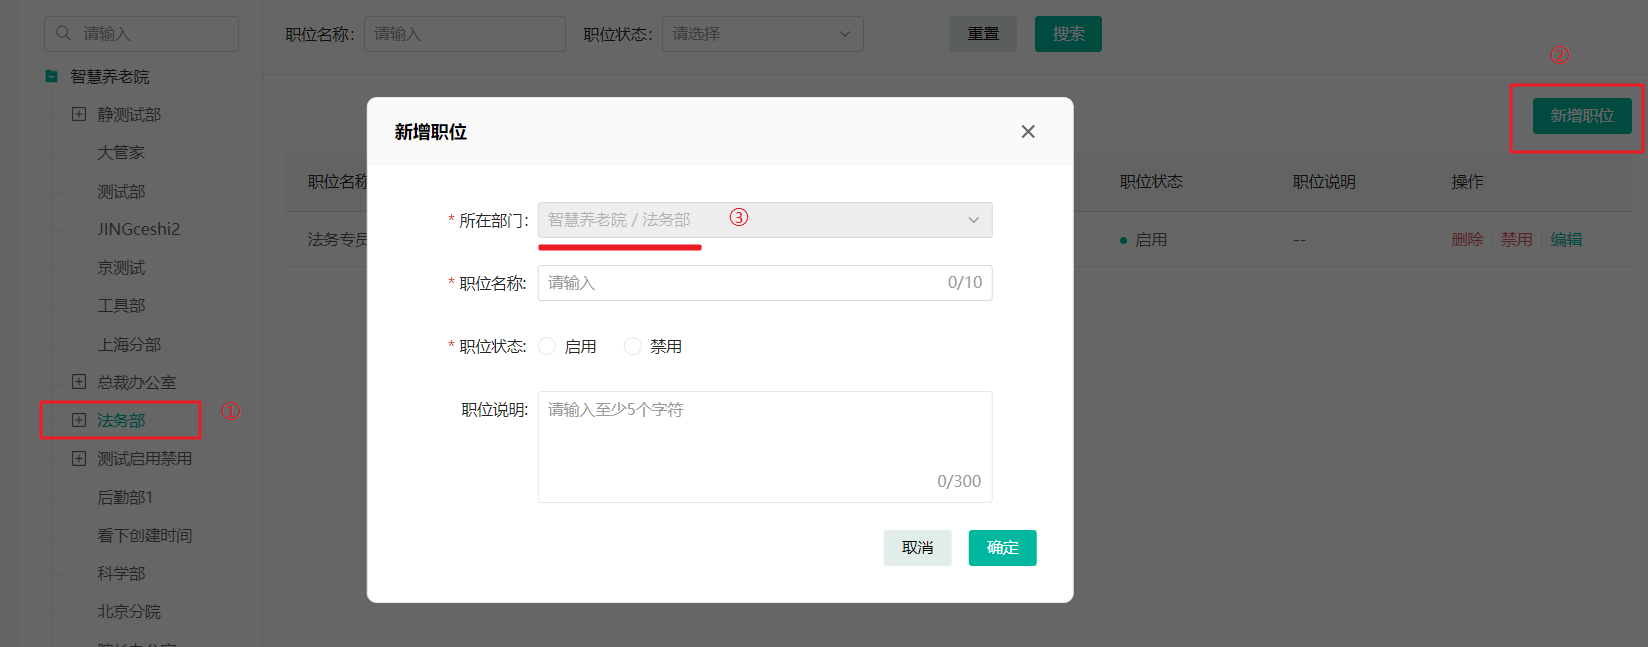 请输入
职位名称: 请输入
职位状态: 请选择
重置
搜索
②
新增职位
智慧养老院
静测试部
大管家
测试部
JINGceshi2
京测试
工具部
上海分部
总裁办公室
法务部
①
测试启用禁用
后勤部1
看下创建时间
科学部
北京分院
职位名称
职位状态
职位说明
操作
法务专员
启用
--
删除
禁用
编辑
新增职位
* 所在部门: 智慧养老院 / 法务部
③
* 职位名称: 请输入 0/10
* 职位状态: 启用 禁用
职位说明: 请输入至少5个字符
0/300
取消
确定